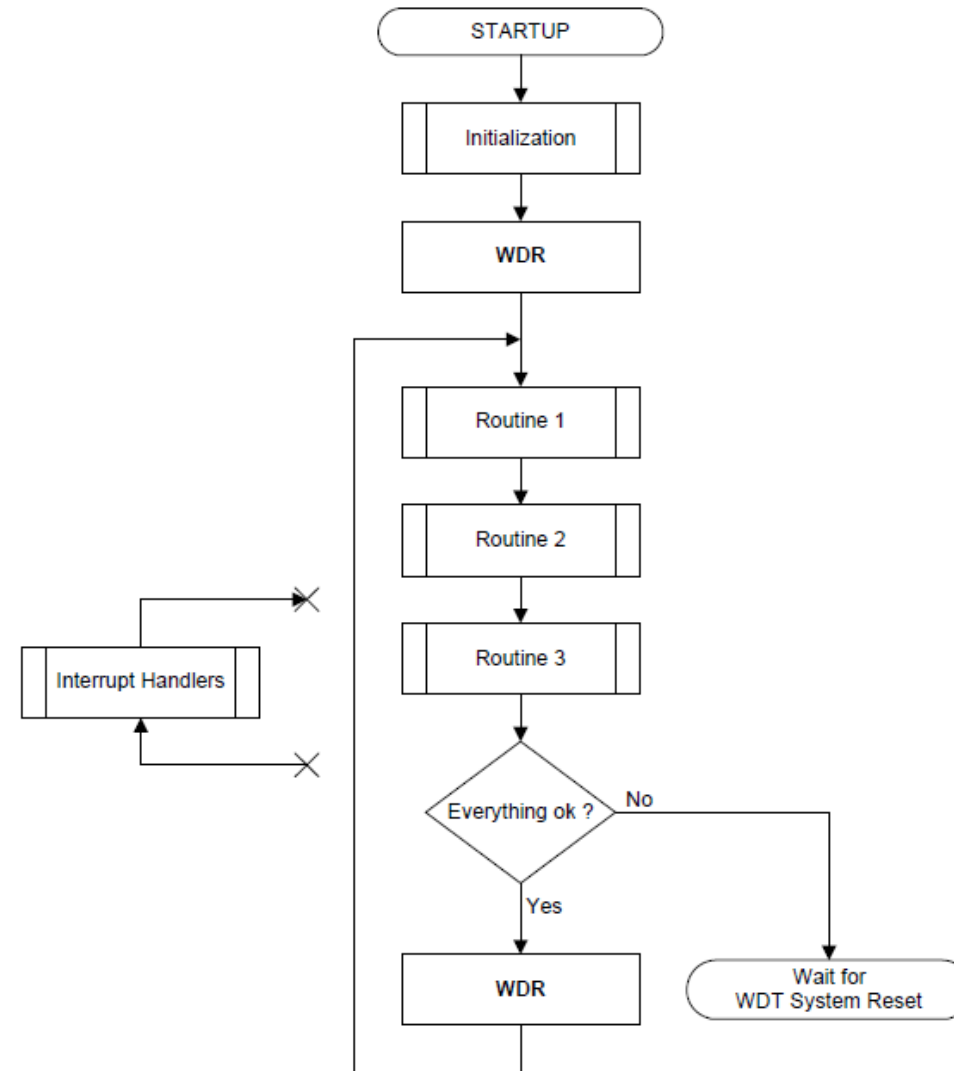 STARTUP
Initialization
WDR
Routine 1
Routine 2
Routine 3
Interrupt Handlers
Everything ok ?
No
Yes
WDR
Wait for
WDT System Reset